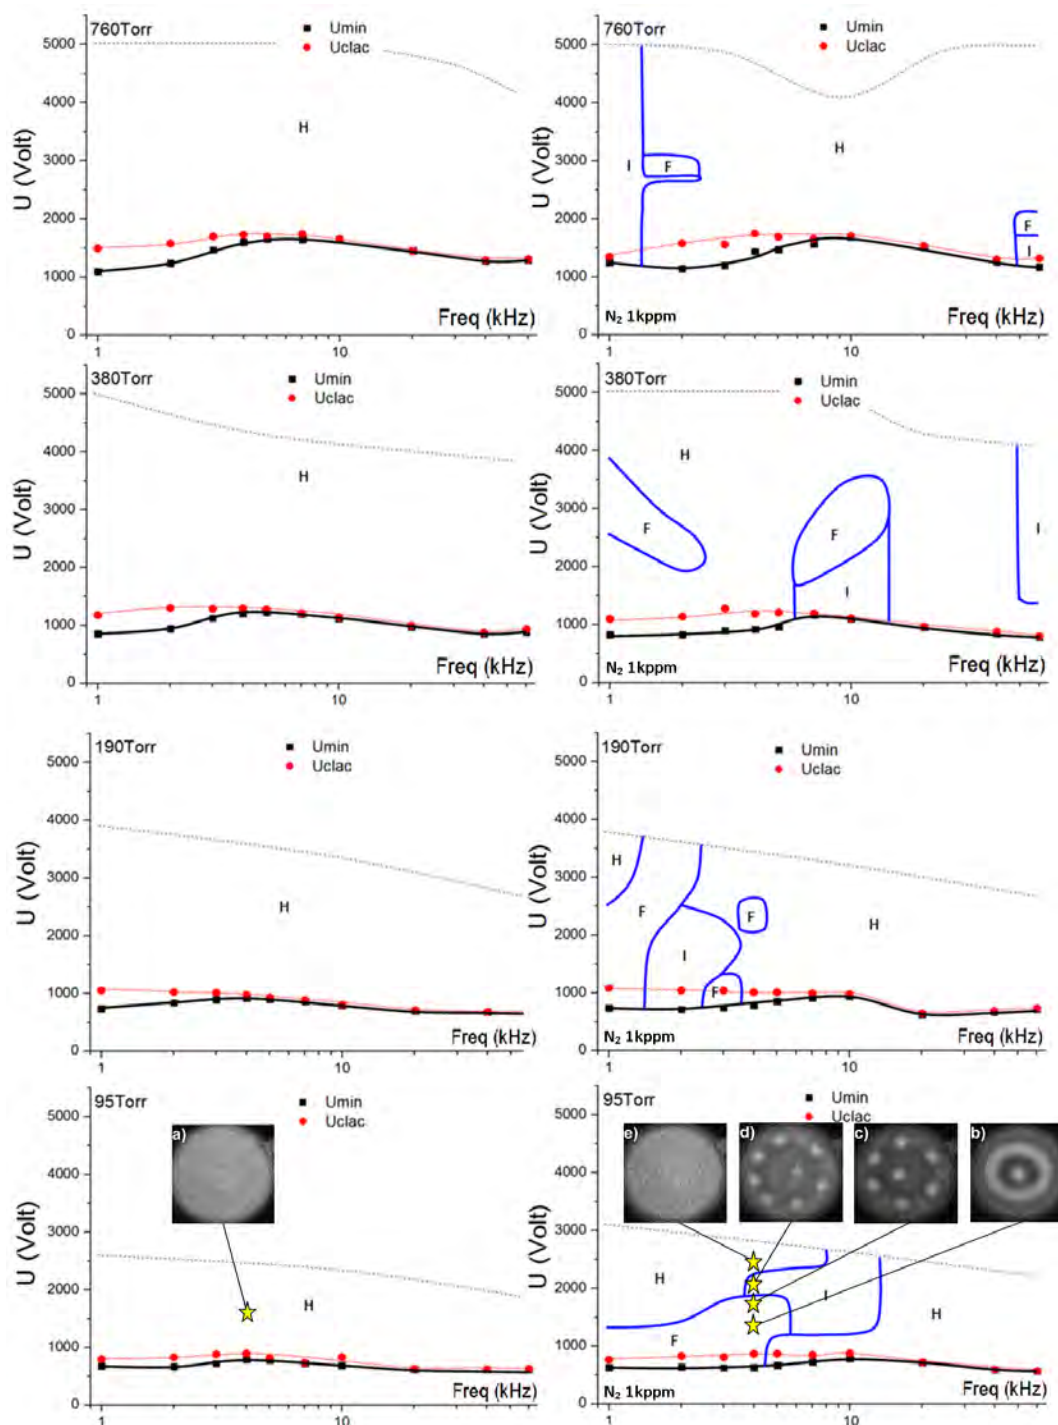 760Torr
Umin
Uclac
5000
4000
3000
2000
1000
0
U (Volt)
H
Freq (kHz)
1
10
760Torr
Umin
Uclac
5000
4000
3000
2000
1000
0
U (Volt)
I
F
H
F
I
N₂ 1kppm
Freq (kHz)
1
10
380Torr
Umin
Uclac
5000
4000
3000
2000
1000
0
U (Volt)
H
Freq (kHz)
1
10
380Torr
Umin
Uclac
5000
4000
3000
2000
1000
0
U (Volt)
H
F
F
I
I
N₂ 1kppm
Freq (kHz)
1
10
190Torr
Umin
Uclac
5000
4000
3000
2000
1000
0
U (Volt)
H
Freq (kHz)
1
10
190Torr
Umin
Uclac
5000
4000
3000
2000
1000
0
U (Volt)
H
F
F
H
I
F
N₂ 1kppm
Freq (kHz)
1
10
95Torr
Umin
Uclac
5000
4000
3000
2000
1000
0
U (Volt)
a)
H
Freq (kHz)
1
10
95Torr
Umin
Uclac
5000
4000
3000
2000
1000
0
U (Volt)
e)
d)
c)
b)
H
I
H
F
N₂ 1kppm
Freq (kHz)
1
10